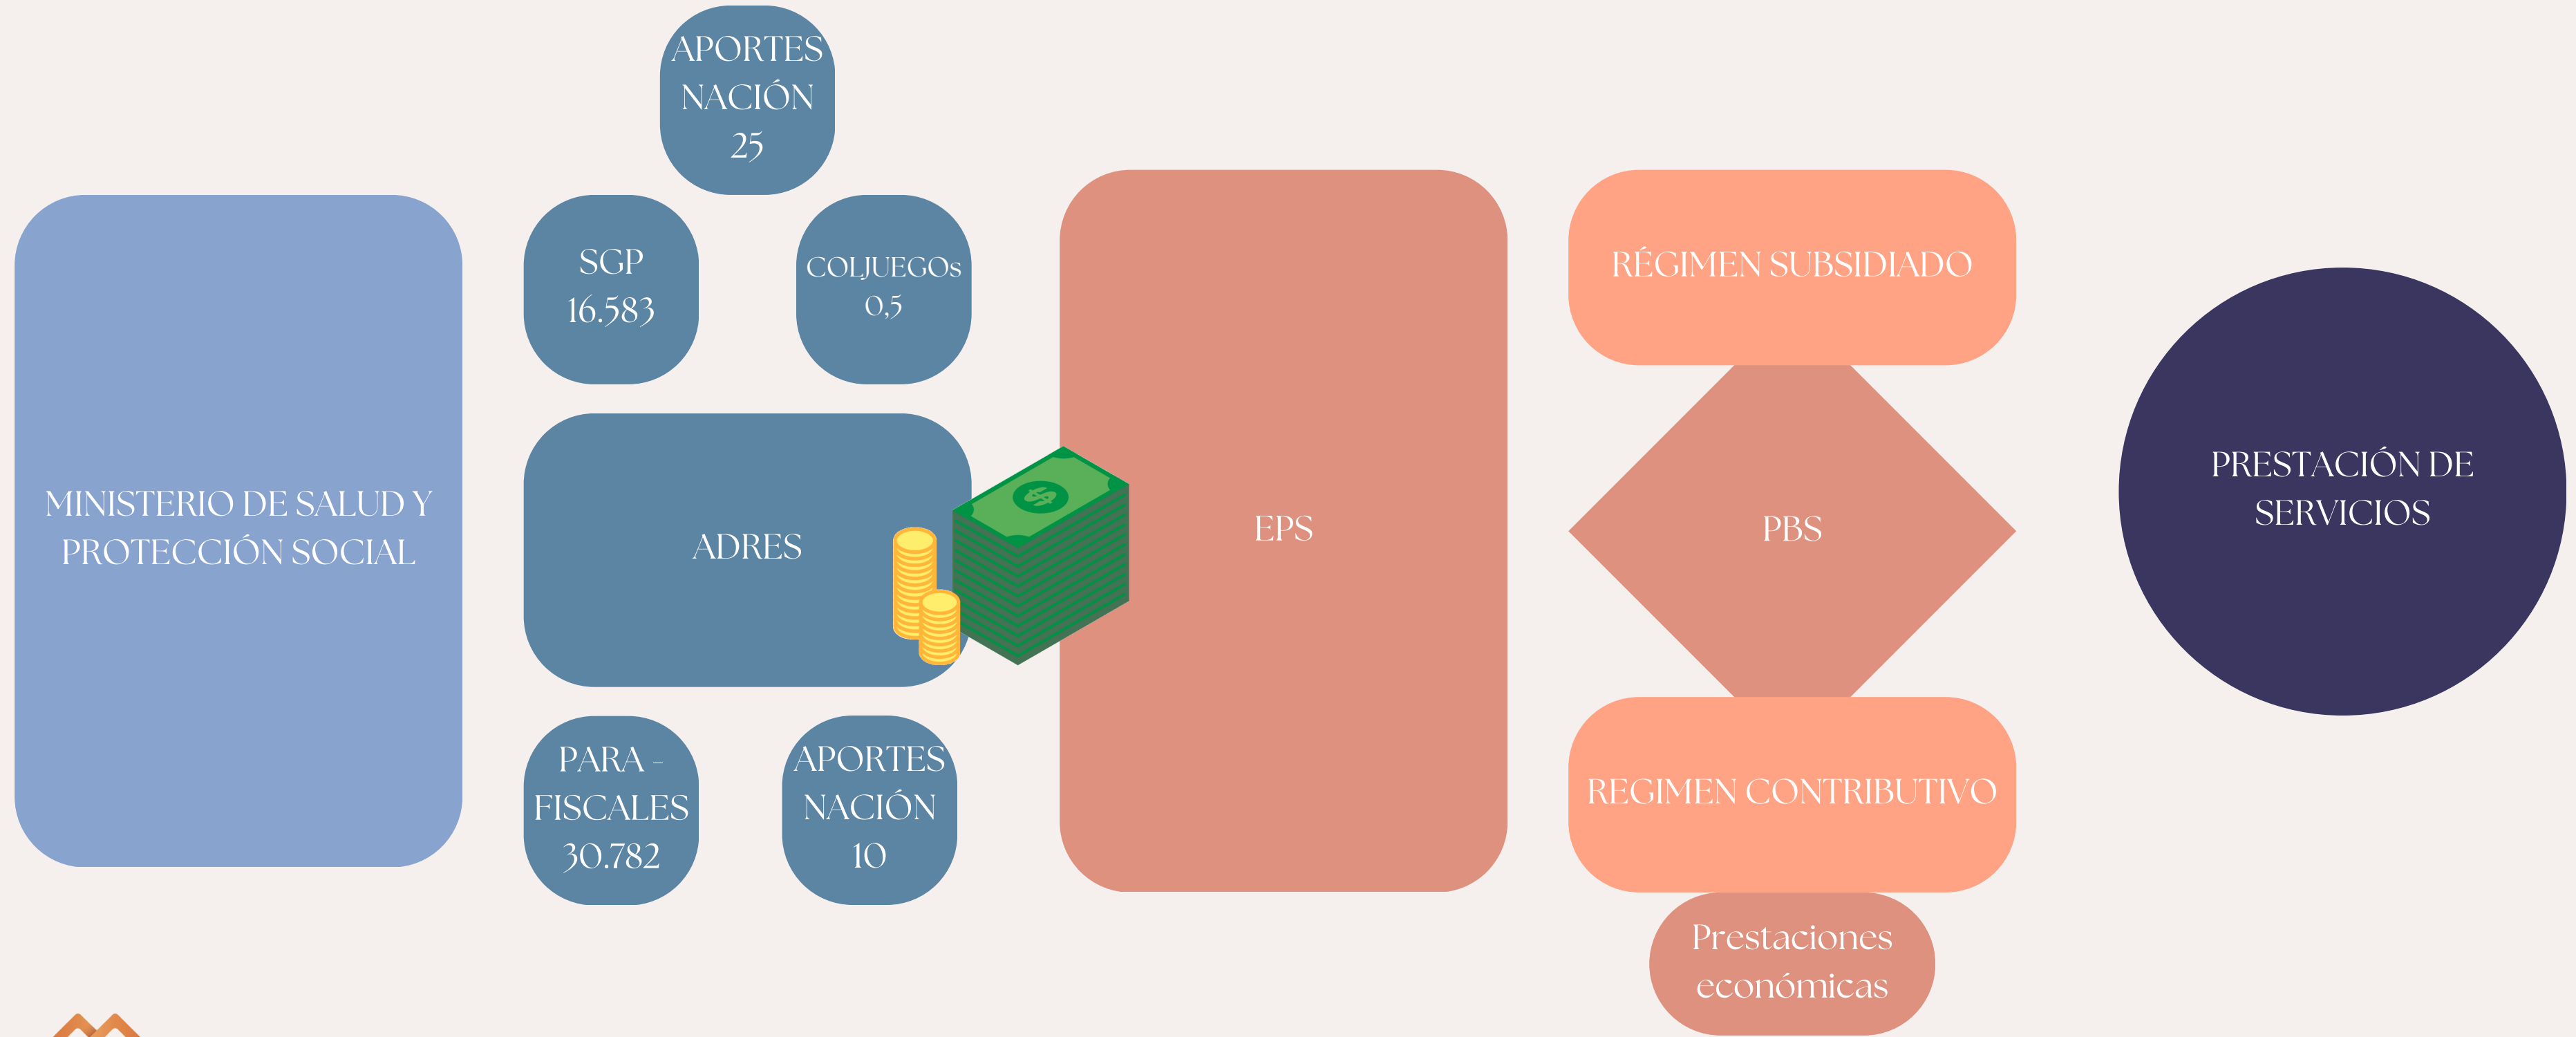 MINISTERIO DE SALUD Y
PROTECCIÓN SOCIAL
APORTES
NACIÓN
25
SGP
16.583
COLJUEGOs
0,5
ADRES
$
PARA -
FISCALES
30.782
APORTES
NACIÓN
10
EPS
RÉGIMEN SUBSIDIADO
PBS
REGIMEN CONTRIBUTIVO
Prestaciones
económicas
PRESTACIÓN DE
SERVICIOS